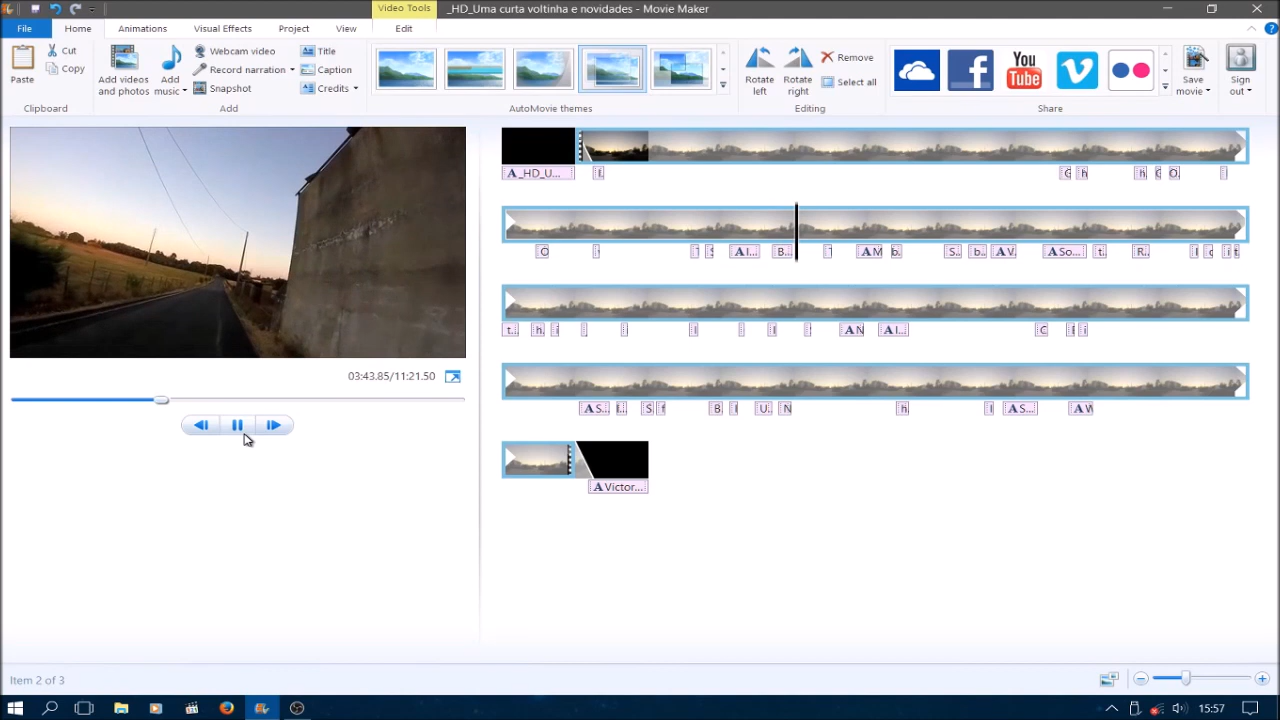 Video Tools
_HD_Uma curta voltinha e novidades - Movie Maker
File
Home
Animations
Visual Effects
Project
View
Edit
Paste
Cut
Copy
Clipboard
Add videos
and photos
Add
music
Webcam video
Record narration
Snapshot
Title
Caption
Credits
Add
AutoMovie themes
Rotate
left
Rotate
right
Remove
Select all
Editing
You
Tube
Share
Save
movie
Sign
out
A _HD_U...
03:43.85/11:21.50
A So...
A S...
A S...
A Victor...
Item 2 of 3
15:57